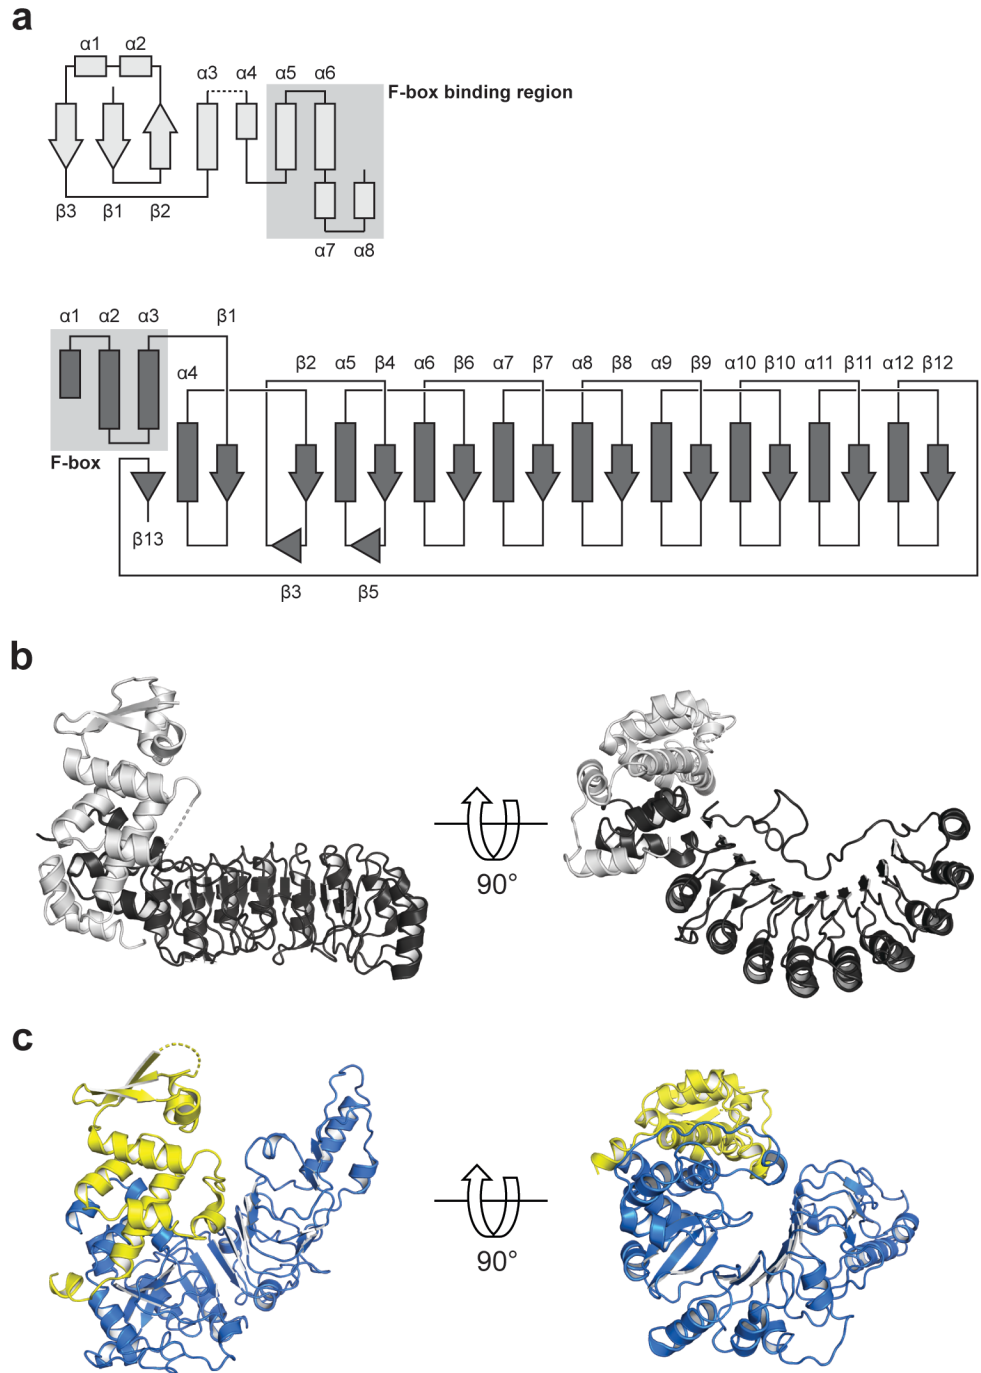 a
α1 α2
α3 α4 α5 α6
F-box binding region
β3 β1 β2
α7 α8
α1 α2 α3 β1
α4 β2 α5 β4 α6 β6 α7 β7 α8 β8 α9 β9 α10 β10 α11 β11 α12 β12
F-box
β13
β3 β5
b
90°
c
90°